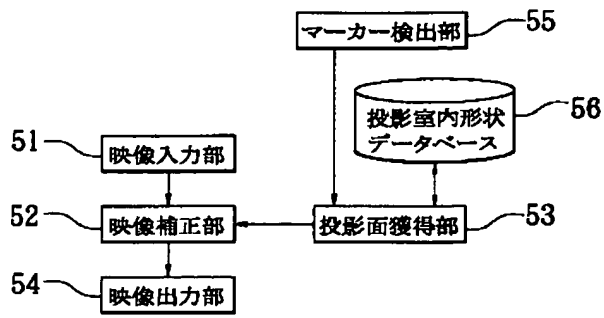 マーカー検出部
55
投影室内形状
データベース
56
51
映像入力部
52
映像補正部
投影面獲得部
53
54
映像出力部